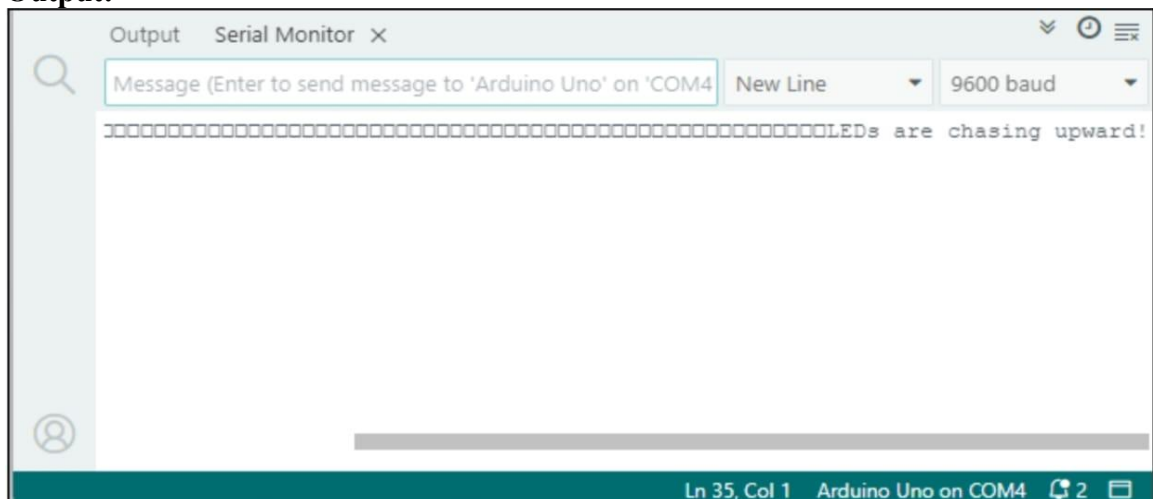 Output:
Output Serial Monitor ×
Message (Enter to send message to 'Arduino Uno' on 'COM4 New Line 9600 baud
LEDs are chasing upward!
Ln 35, Col 1 Arduino Uno on COM4 2